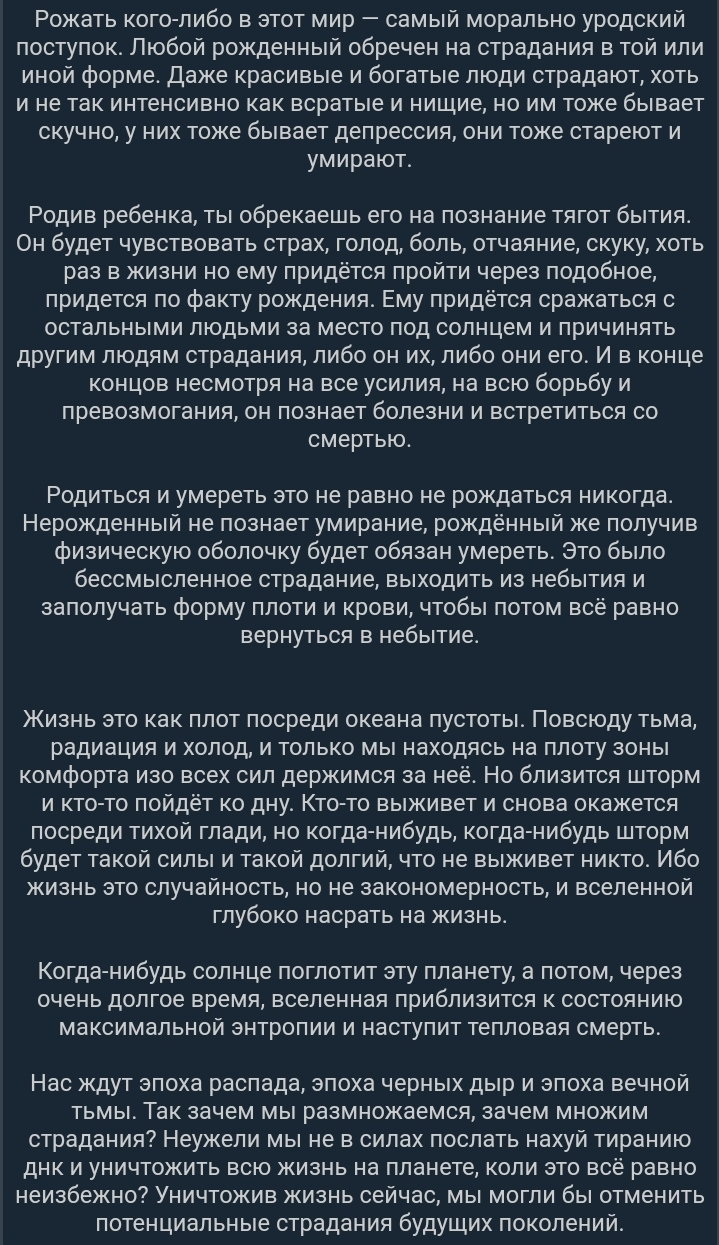 Рожать кого-либо в этот мир — самый морально уродский
поступок. Любой рожденный обречен на страдания в той или
иной форме. Даже красивые и богатые люди страдают, хоть
и не так интенсивно как всратые и нищие, но им тоже бывает
скучно, у них тоже бывает депрессия, они тоже стареют и
умирают.
Родив ребенка, ты обрекаешь его на познание тягот бытия.
Он будет чувствовать страх, голод, боль, отчаяние, скуку, хоть
раз в жизни но ему придётся пройти через подобное,
придется по факту рождения. Ему придётся сражаться с
остальными людьми за место под солнцем и причинять
другим людям страдания, либо он их, либо они его. И в конце
концов несмотря на все усилия, на всю борьбу и
превозмогания, он познает болезни и встретиться со
смертью.
Родиться и умереть это не равно не рождаться никогда.
Нерожденный не познает умирание, рождённый же получив
физическую оболочку будет обязан умереть. Это было
бессмысленное страдание, выходить из небытия и
заполучать форму плоти и крови, чтобы потом всё равно
вернуться в небытие.
Жизнь это как плот посреди океана пустоты. Повсюду тьма,
радиация и холод, и только мы находясь на плоту зоны
комфорта изо всех сил держимся за неё. Но близится шторм
и кто-то пойдёт ко дну. Кто-то выживет и снова окажется
посреди тихой глади, но когда-нибудь, когда-нибудь шторм
будет такой силы и такой долгий, что не выживет никто. Ибо
жизнь это случайность, но не закономерность, и вселенной
глубоко насрать на жизнь.
Когда-нибудь солнце поглотит эту планету, а потом, через
очень долгое время, вселенная приблизится к состоянию
максимальной энтропии и наступит тепловая смерть.
Нас ждут эпоха распада, эпоха черных дыр и эпоха вечной
тьмы. Так зачем мы размножаемся, зачем множим
страдания? Неужели мы не в силах послать нахуй тиранию
днк и уничтожить всю жизнь на планете, коли это всё равно
неизбежно? Уничтожив жизнь сейчас, мы могли бы отменить
потенциальные страдания будущих поколений.